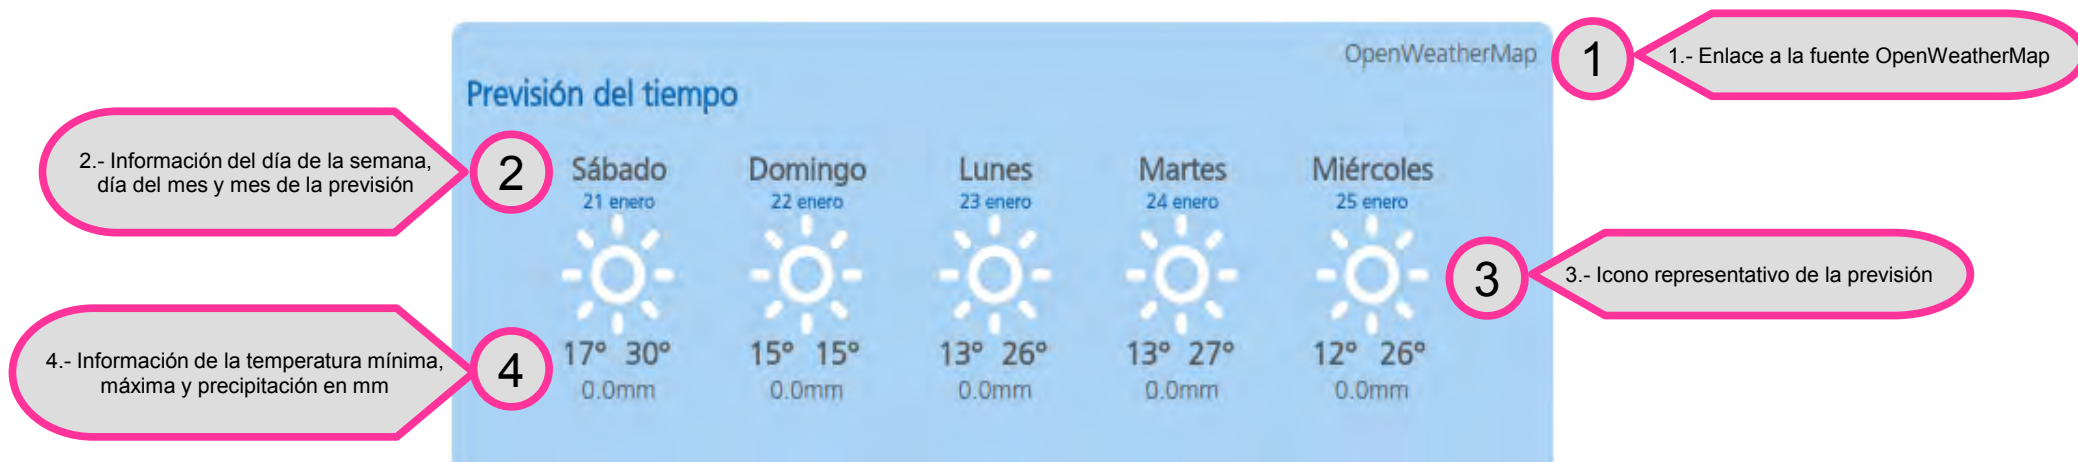 OpenWeatherMap
1
1.- Enlace a la fuente OpenWeatherMap
Previsión del tiempo
2.- Información del día de la semana,
día del mes y mes de la previsión
2
Sábado Domingo Lunes Martes Miércoles
21 enero 22 enero 23 enero 24 enero 25 enero
3
3.- Icono representativo de la previsión
4.- Información de la temperatura mínima,
máxima y precipitación en mm
4
17° 30° 15° 15° 13° 26° 13° 27° 12° 26°
0.0mm 0.0mm 0.0mm 0.0mm 0.0mm